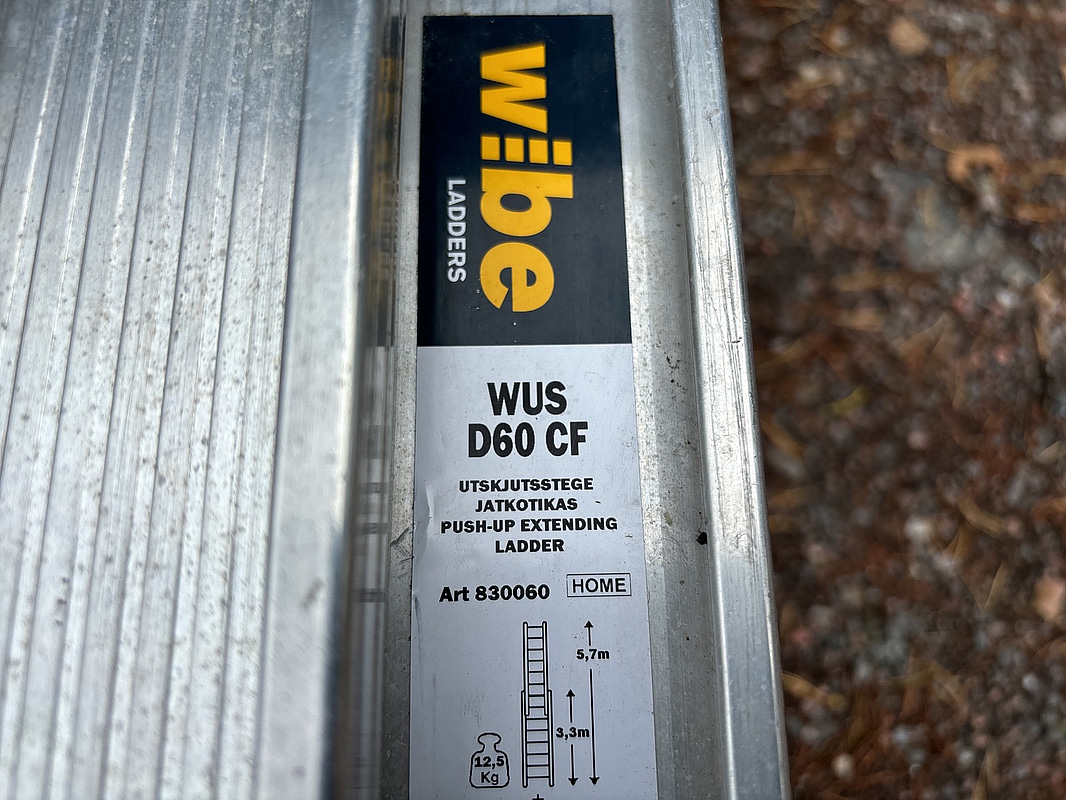 wibe
LADDERS
WUS
D60 CF
UTSKJUTSSTEGE
JATKOTIKAS
PUSH-UP EXTENDING
LADDER
Art 830060 HOME
5,7m
3,3m
12,5
Kg